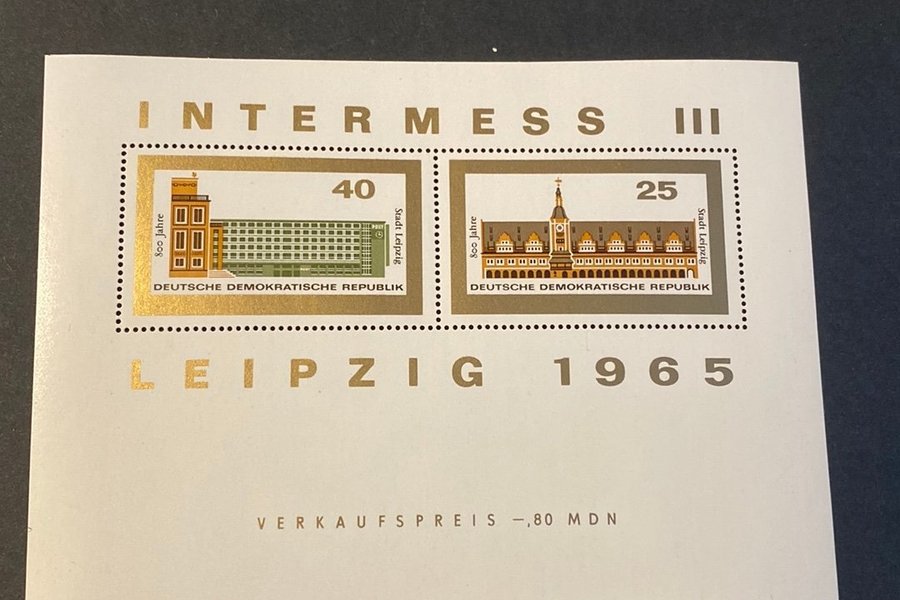 INTERMESS III
40
800 Jahre
Stadt Leipzig
POST
DEUTSCHE DEMOKRATISCHE REPUBLIK
25
800 Jahre
Stadt Leipzig
DEUTSCHE DEMOKRATISCHE REPUBLIK
LEIPZIG 1965
VERKAUFSPREIS –,80 MDN